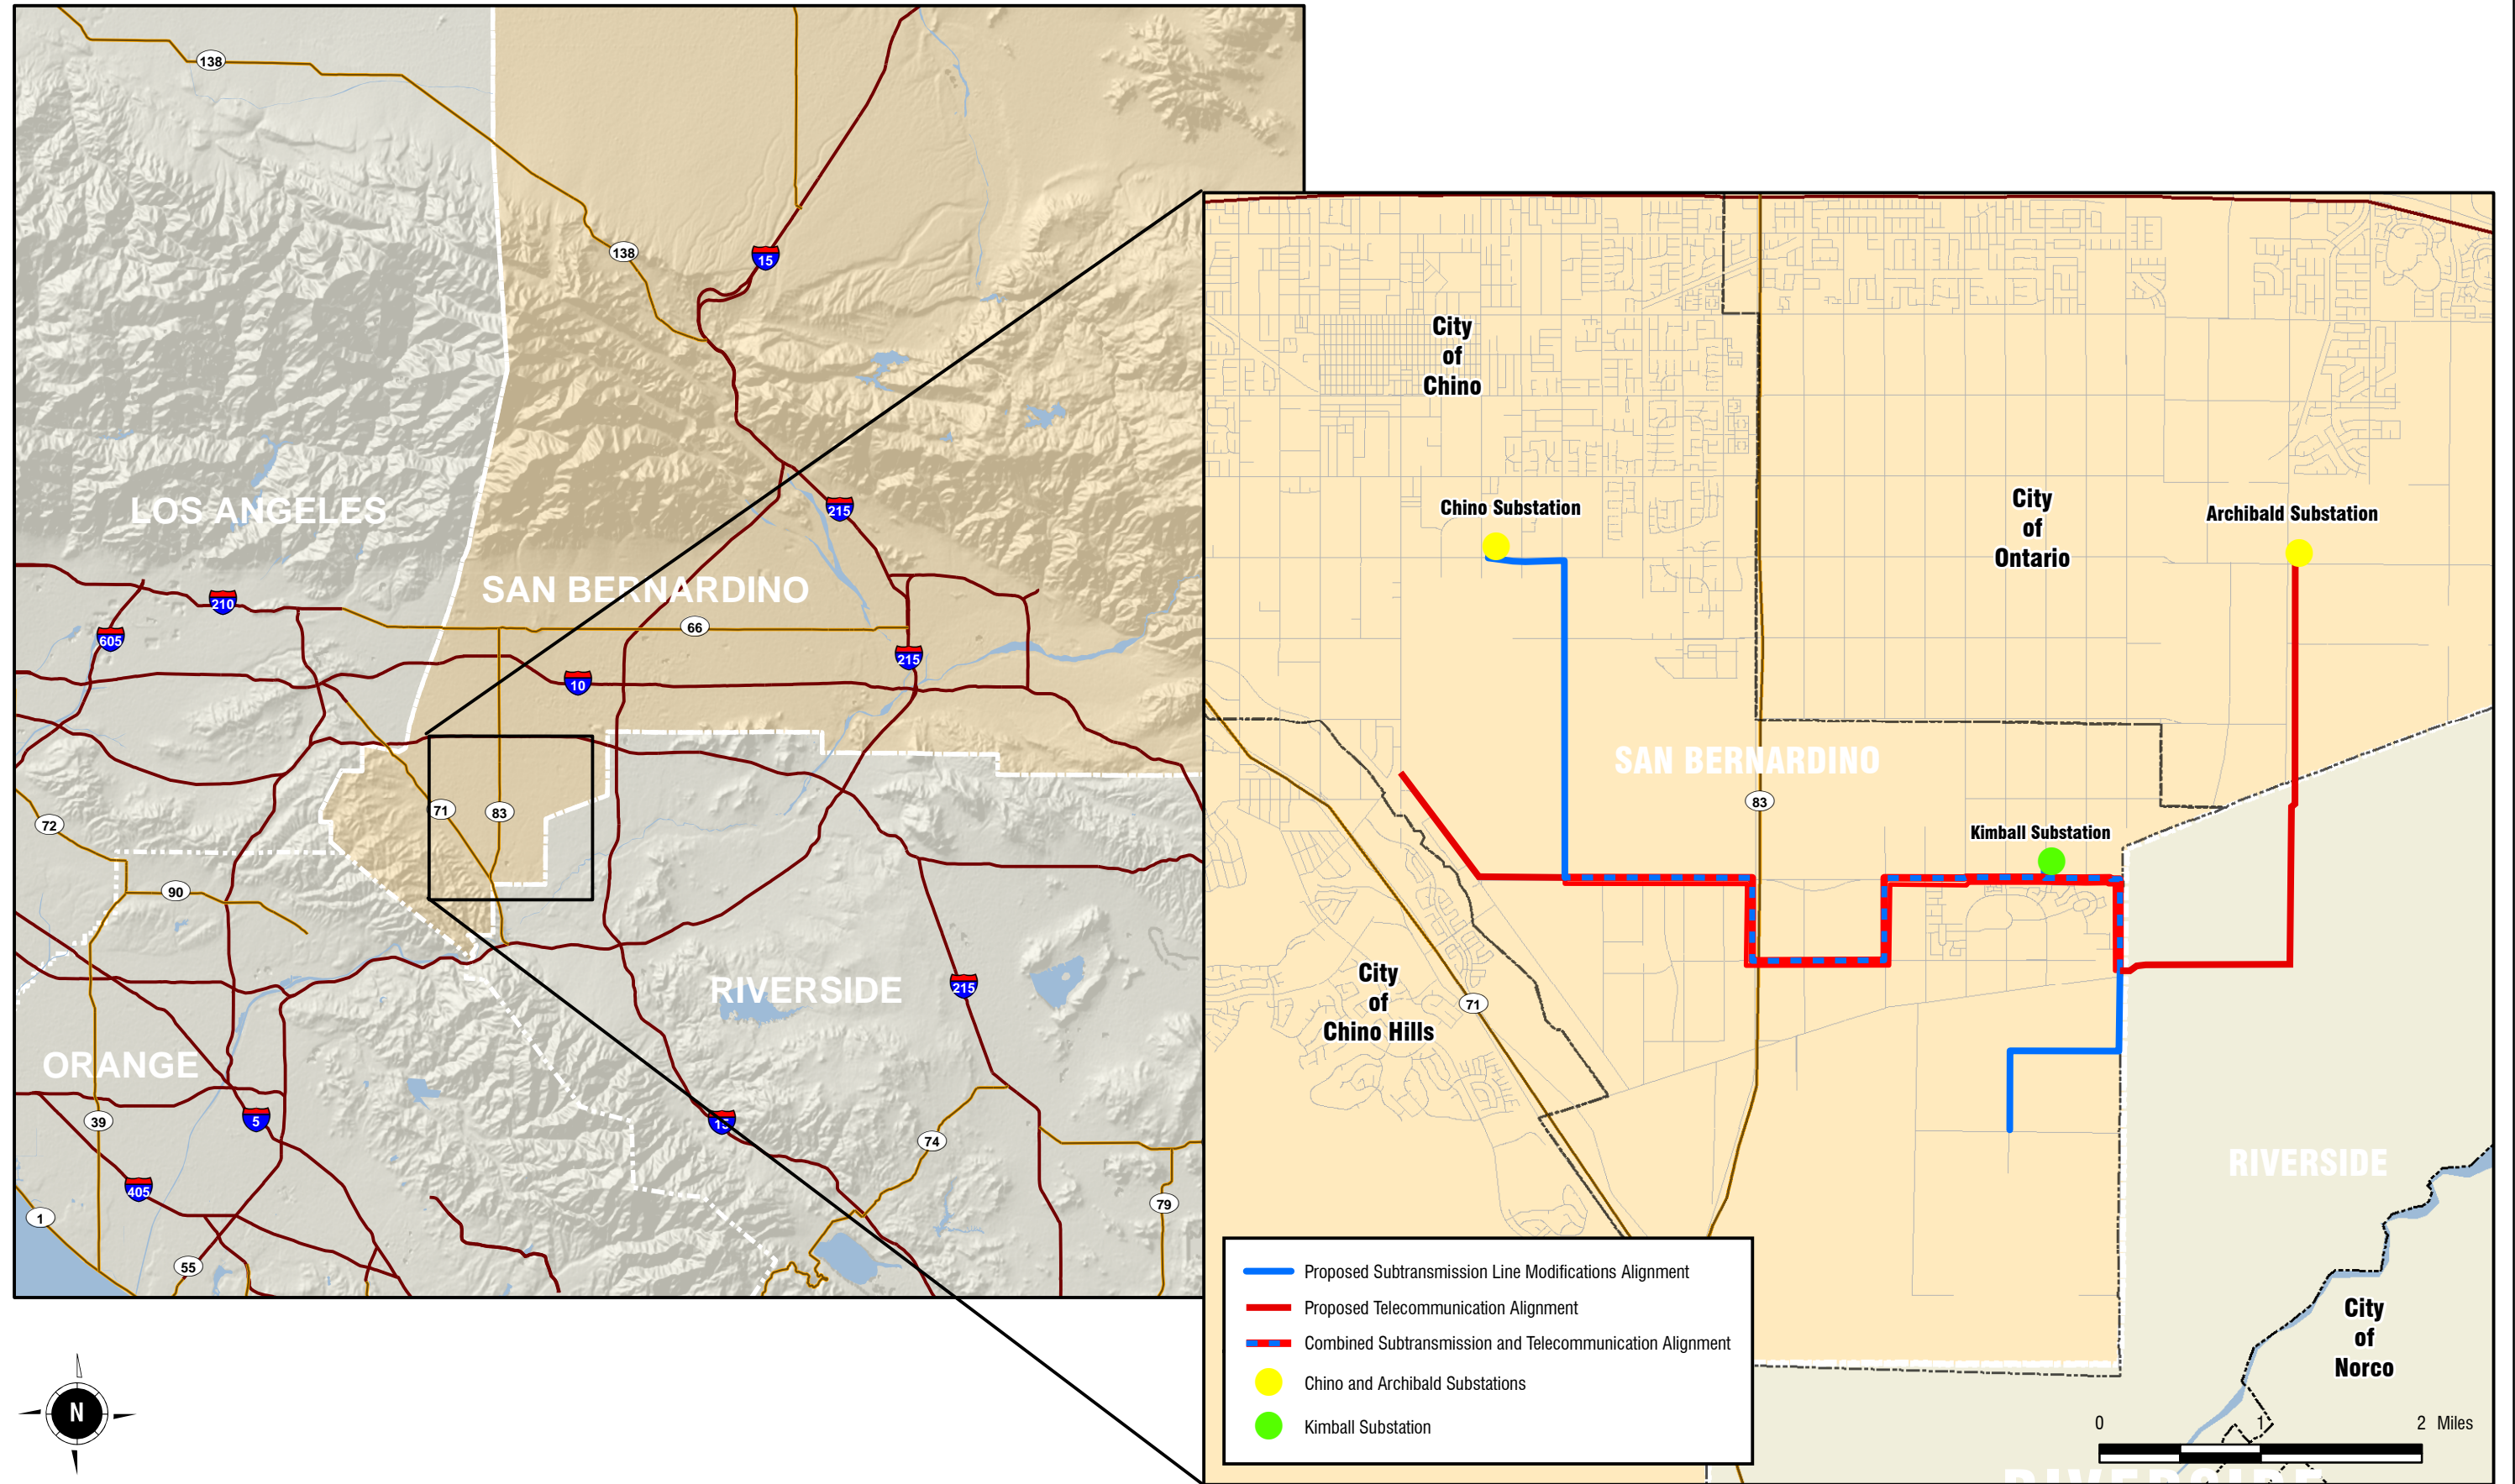 138
138
15
LOS ANGELES
215
SAN BERNARDINO
210
605
66
215
10
71
83
72
90
RIVERSIDE
215
ORANGE
39
5
15
74
405
1
79
55
N
City
of
Chino
Chino Substation
City
of
Ontario
Archibald Substation
SAN BERNARDINO
83
Kimball Substation
City
of
Chino Hills
71
RIVERSIDE
City
of
Norco
Proposed Subtransmission Line Modifications Alignment
Proposed Telecommunication Alignment
Combined Subtransmission and Telecommunication Alignment
Chino and Archibald Substations
Kimball Substation
0 1 2 Miles
RIVERSIDE